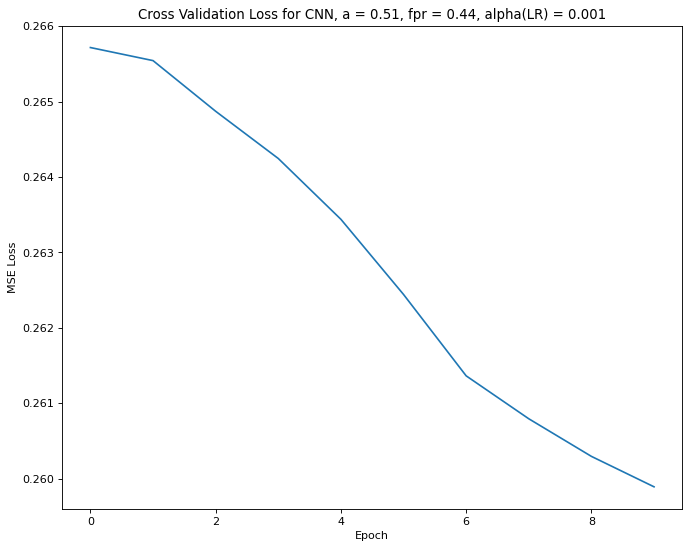 Cross Validation Loss for CNN, a = 0.51, fpr = 0.44, alpha(LR) = 0.001
0.266
0.265
0.264
0.263
0.262
0.261
0.260
MSE Loss
0 2 4 6 8
Epoch